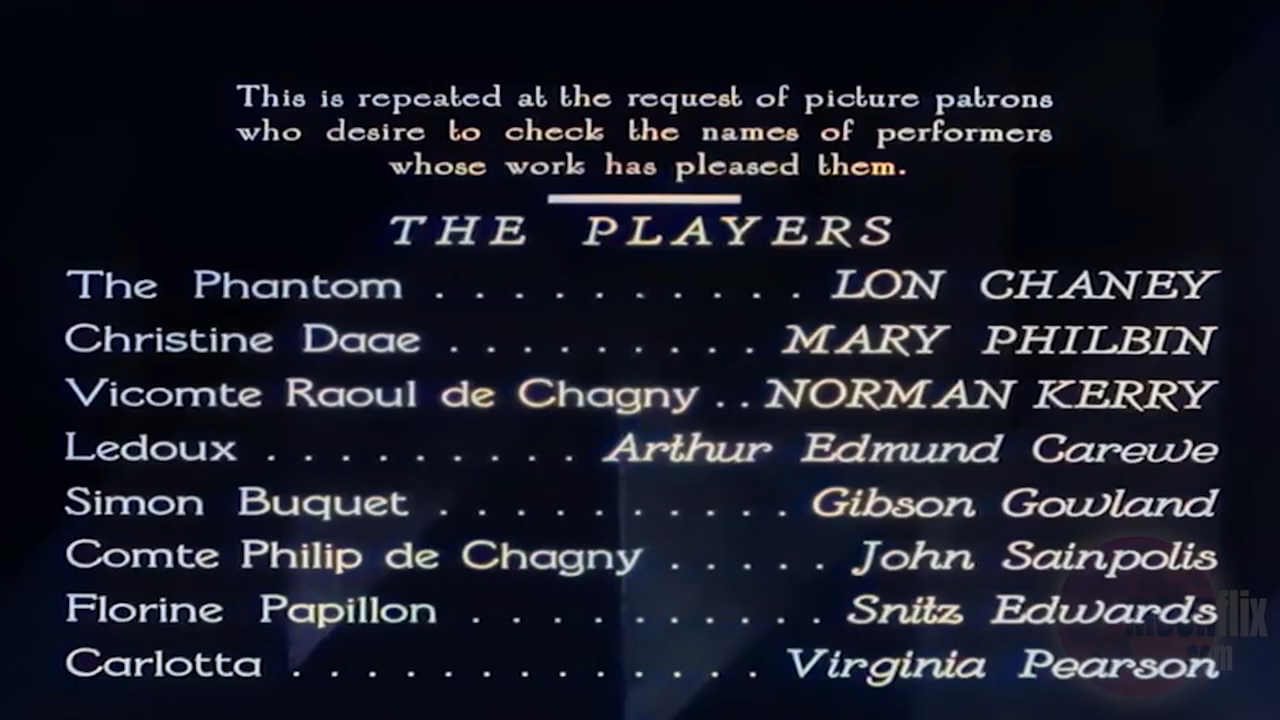 This is repeated at the request of picture patrons
who desire to check the names of performers
whose work has pleased them.
THE PLAYERS
The Phantom . . . . . . . . . . LON CHANEY
Christine Daae . . . . . . . . . MARY PHILBIN
Vicomte Raoul de Chagny . . NORMAN KERRY
Ledoux . . . . . . . . . Arthur Edmund Carewe
Simon Buquet . . . . . . . . . . Gibson Gowland
Comte Philip de Chagny . . . . . John Sainpolis
Florine Papillon . . . . . . . . . . . Snitz Edwards
Carlotta . . . . . . . . . . . . . Virginia Pearson